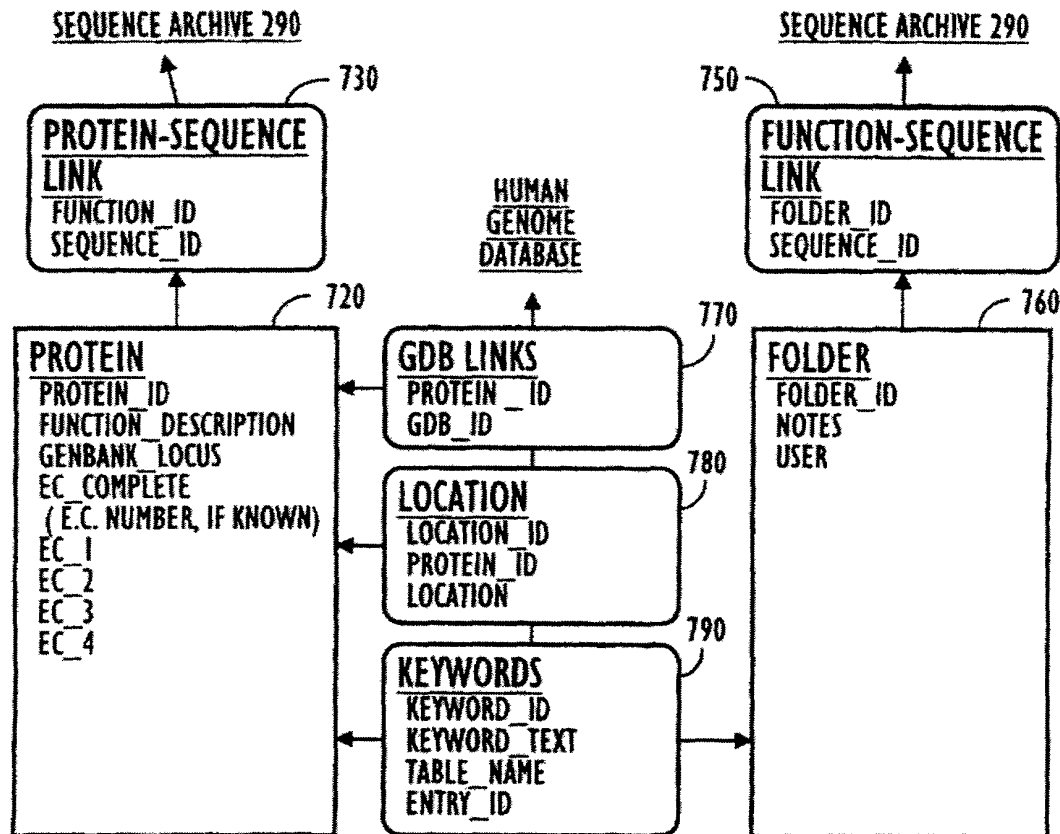 SEQUENCE ARCHIVE 290
730
PROTEIN-SEQUENCE
LINK
FUNCTION_ID
SEQUENCE_ID
SEQUENCE ARCHIVE 290
750
FUNCTION-SEQUENCE
LINK
FOLDER_ID
SEQUENCE_ID
HUMAN
GENOME
DATABASE
720
PROTEIN
PROTEIN_ID
FUNCTION_DESCRIPTION
GENBANK_LOCUS
EC_COMPLETE
(E.C. NUMBER, IF KNOWN)
EC_1
EC_2
EC_3
EC_4
770
GDB LINKS
PROTEIN_ID
GDB_ID
780
LOCATION
LOCATION_ID
PROTEIN_ID
LOCATION
790
KEYWORDS
KEYWORD_ID
KEYWORD_TEXT
TABLE_NAME
ENTRY_ID
760
FOLDER
FOLDER_ID
NOTES
USER